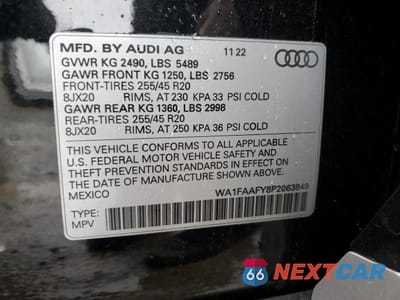 MFD. BY AUDI AG 11 22
GVWR KG 2490, LBS 5489
GAWR FRONT KG 1250, LBS 2756
FRONT-TIRES 255/45 R20
8JX20 RIMS, AT 230 KPA 33 PSI COLD
GAWR REAR KG 1360, LBS 2998
REAR-TIRES 255/45 R20
8JX20 RIMS, AT 250 KPA 36 PSI COLD
THIS VEHICLE CONFORMS TO ALL APPLICABLE
U.S. FEDERAL MOTOR VEHICLE SAFETY AND
THEFT PREVENTION STANDARDS IN EFFECT ON
THE DATE OF MANUFACTURE SHOWN ABOVE.
MEXICO WA1FAAFY8P2063849
TYPE:
MPV
66 NEXTCAR